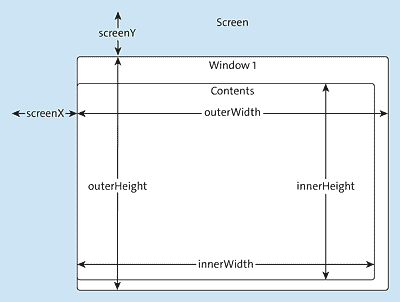 Screen
screenY
Window 1
Contents
screenX
outerWidth
outerHeight
innerHeight
innerWidth